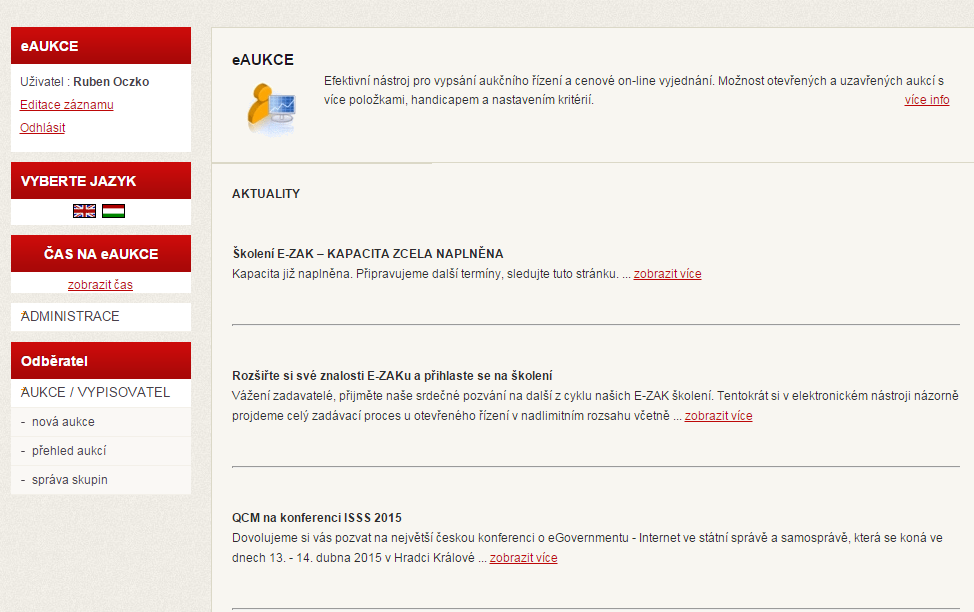 eAUKCE
Uživatel : Ruben Oczko
Editace záznamu
Odhlásit
VYBERTE JAZYK
ČAS NA eAUKCE
zobrazit čas
ADMINISTRACE
Odběratel
AUKCE / VYPISOVATEL
- nová aukce
- přehled aukcí
- správa skupin
eAUKCE
Efektivní nástroj pro vypsání aukčního řízení a cenové on-line vyjednání. Možnost otevřených a uzavřených aukcí s
více položkami, handicapem a nastavením kritérií. více info
AKTUALITY
Školení E-ZAK – KAPACITA ZCELA NAPLNĚNA
Kapacita již naplněna. Připravujeme další termíny, sledujte tuto stránku. ... zobrazit více
Rozšiřte si své znalosti E-ZAKu a přihlaste se na školení
Vážení zadavatelé, přijměte naše srdečné pozvání na další z cyklu našich E-ZAK školení. Tentokrát si v elektronickém nástroji názorně
projdeme celý zadávací proces u otevřeného řízení v nadlimitním rozsahu včetně ... zobrazit více
QCM na konferenci ISSS 2015
Dovolujeme si vás pozvat na největší českou konferenci o eGovernmentu - Internet ve státní správě a samosprávě, která se koná ve
dnech 13. - 14. dubna 2015 v Hradci Králové ... zobrazit více